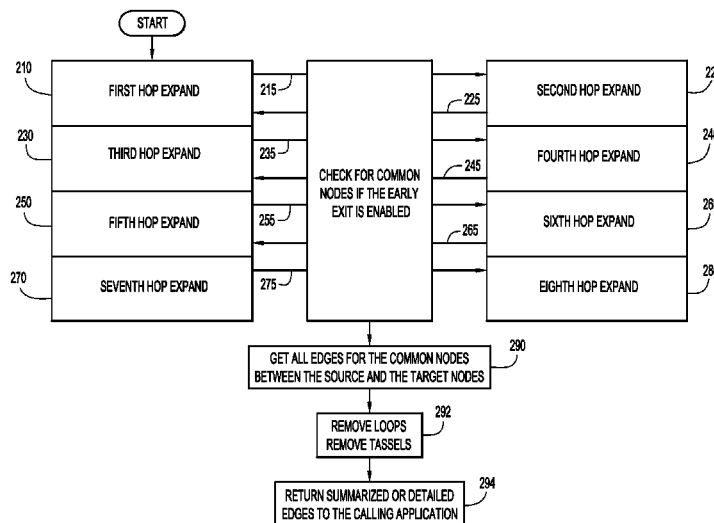 START
210
FIRST HOP EXPAND
215
225
SECOND HOP EXPAND
230
THIRD HOP EXPAND
235
245
FOURTH HOP EXPAND
CHECK FOR COMMON
NODES IF THE EARLY
EXIT IS ENABLED
250
FIFTH HOP EXPAND
255
265
SIXTH HOP EXPAND
270
SEVENTH HOP EXPAND
275
EIGHTH HOP EXPAND
GET ALL EDGES FOR THE COMMON NODES
BETWEEN THE SOURCE AND THE TARGET NODES
290
REMOVE LOOPS
REMOVE TASSELS
292
RETURN SUMMARIZED OR DETAILED
EDGES TO THE CALLING APPLICATION
294